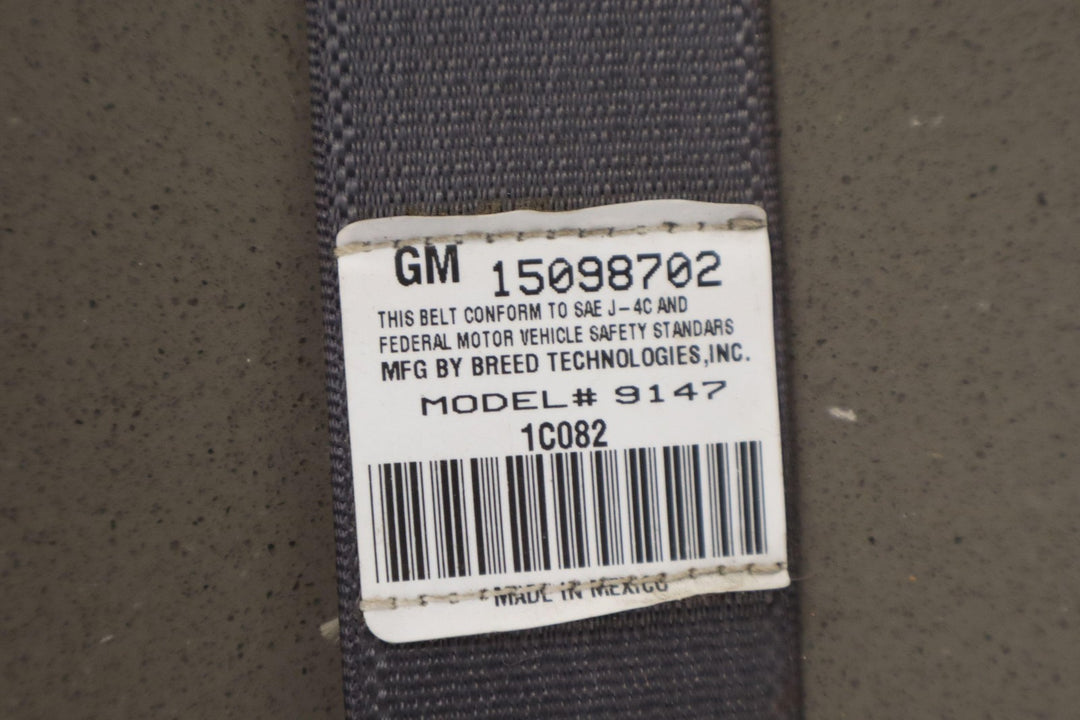 GM 15098702
THIS BELT CONFORM TO SAE J-4C AND
FEDERAL MOTOR VEHICLE SAFETY STANDARS
MFG BY BREED TECHNOLOGIES,INC.
MODEL# 9147
1C082
MADE IN MEXICO